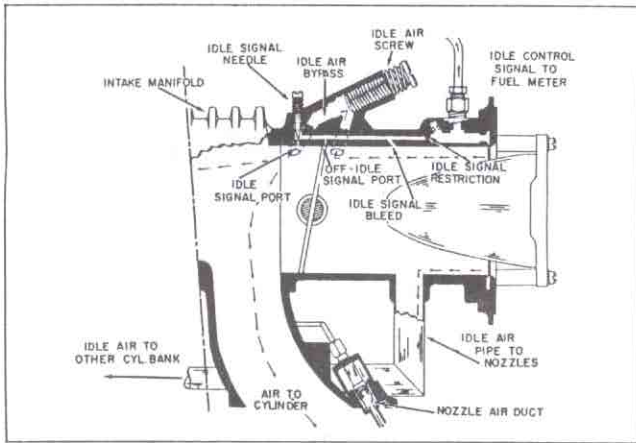 IDLE SIGNAL
NEEDLE
IDLE AIR
BYPASS
IDLE AIR
SCREW
IDLE CONTROL
SIGNAL TO
FUEL METER
INTAKE MANIFOLD
IDLE
SIGNAL PORT
OFF-IDLE
SIGNAL PORT
IDLE SIGNAL
RESTRICTION
IDLE SIGNAL
BLEED
IDLE AIR TO
OTHER CYL. BANK
AIR TO
CYLINDER
IDLE AIR
PIPE TO
NOZZLES
NOZZLE AIR DUCT